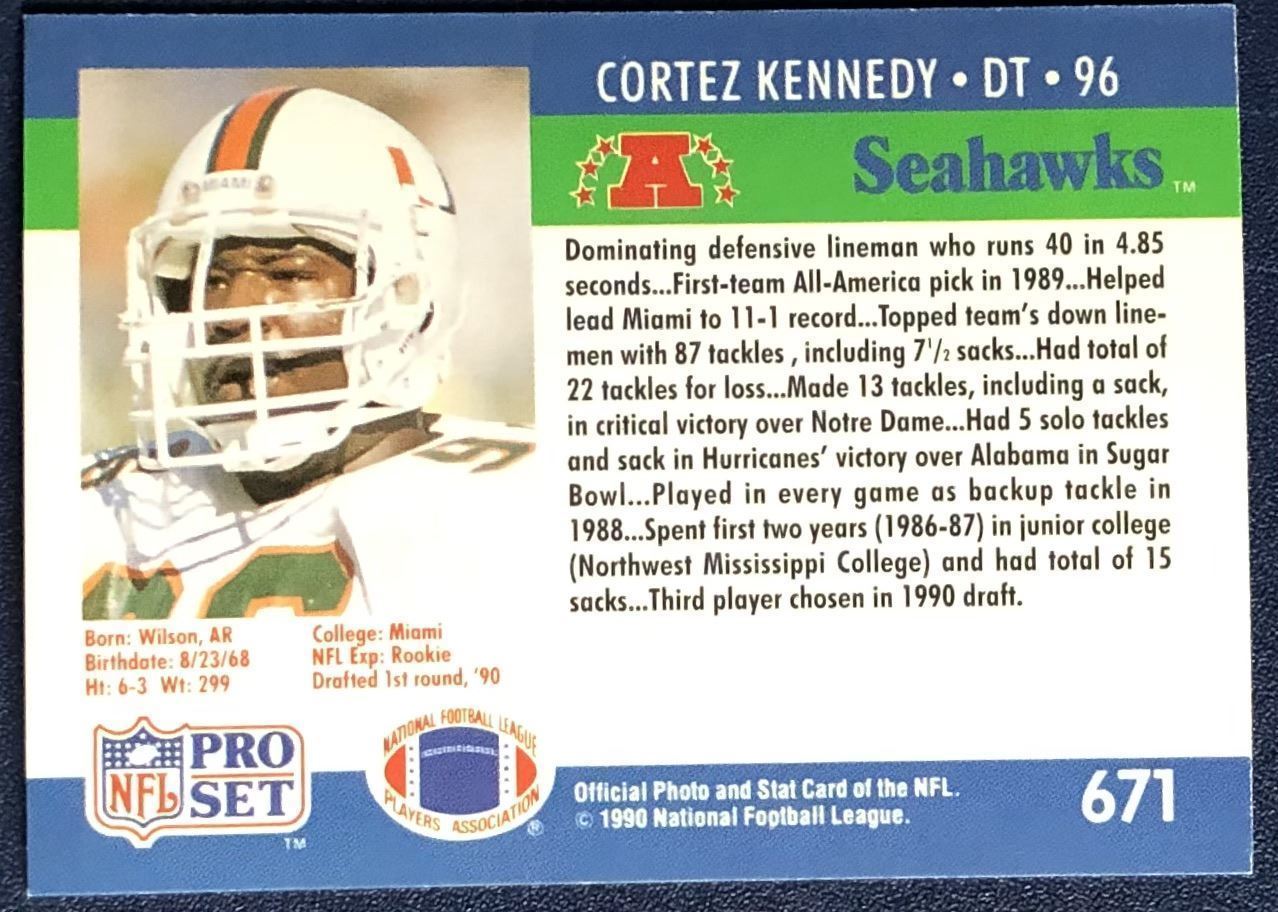 CORTEZ KENNEDY • DT • 96
A
Seahawks™
MIAMI
Dominating defensive lineman who runs 40 in 4.85
seconds...First-team All-America pick in 1989...Helped
lead Miami to 11-1 record...Topped team's down line-
men with 87 tackles , including 7 1/2 sacks...Had total of
22 tackles for loss...Made 13 tackles, including a sack,
in critical victory over Notre Dame...Had 5 solo tackles
and sack in Hurricanes' victory over Alabama in Sugar
Bowl...Played in every game as backup tackle in
1988...Spent first two years (1986-87) in junior college
(Northwest Mississippi College) and had total of 15
sacks...Third player chosen in 1990 draft.
Born: Wilson, AR
Birthdate: 8/23/68
Ht: 6-3 Wt: 299
College: Miami
NFL Exp: Rookie
Drafted 1st round, '90
NFL
PRO
SET
™
NATIONAL FOOTBALL LEAGUE
PLAYERS ASSOCIATION
®
Official Photo and Stat Card of the NFL.
© 1990 National Football League.
671